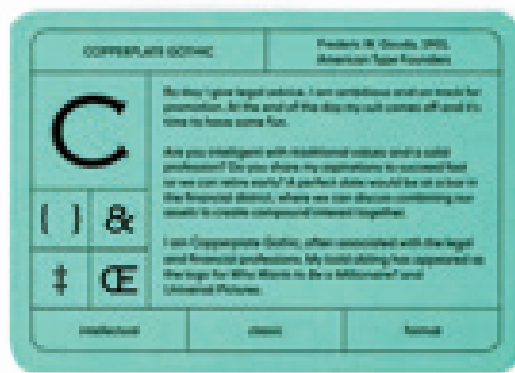 COPPERPLATE GOTHIC
Frederic W. Goudy, 1901,
American Type Founders
C
By day I give legal advice. I am ambitious and on track for
promotion. At the end of the day my suit comes off and it's
time to have some fun.
Are you intelligent with traditional values and a solid
profession? Do you share my aspirations to succeed fast
so we can retire early? A perfect date would be at a bar in
the financial district, where we can discuss combining our
assets to create compound interest together.
{ } &
‡ Œ
I am Copperplate Gothic, often associated with the legal
and financial professions. My bold styling has appeared as
the logo for Who Wants to Be a Millionaire? and
Universal Pictures.
intellectual
classic
formal